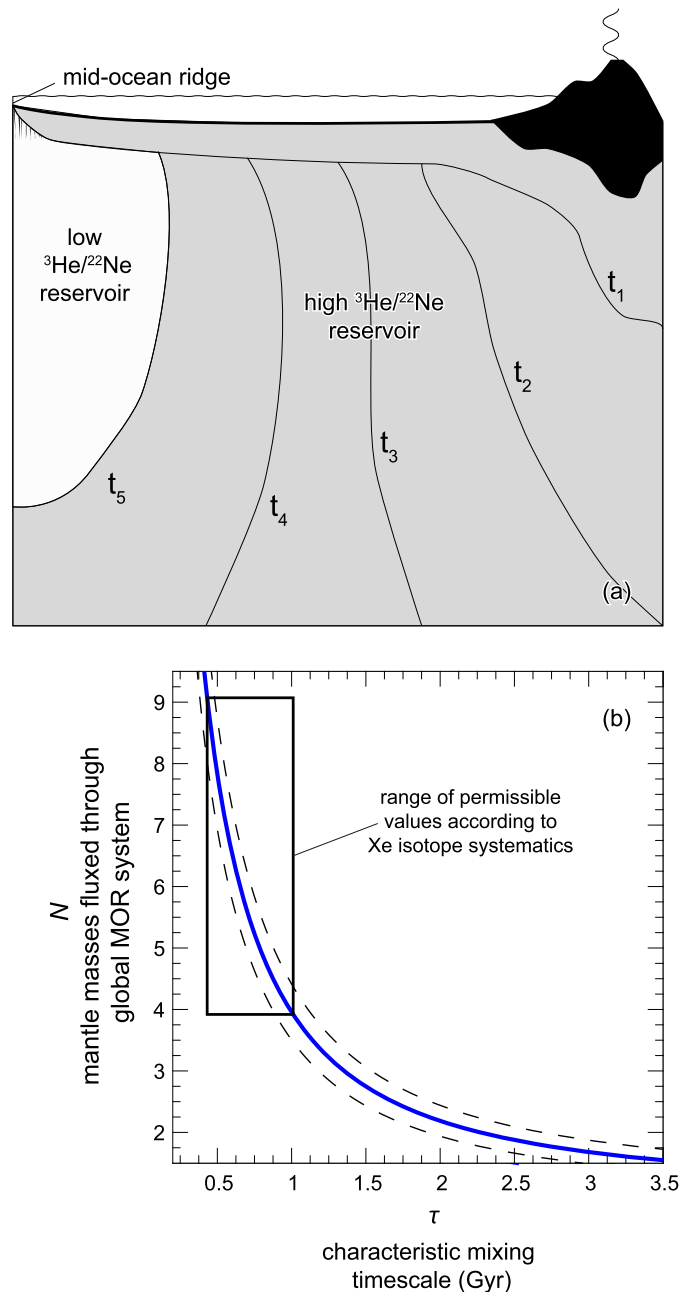 mid-ocean ridge
low
³He/²²Ne
reservoir
high ³He/²²Ne
reservoir
t₁
t₂
t₃
t₄
t₅
(a)
(b)
9
8
7
6
5
4
3
2
N
mantle masses fluxed through
global MOR system
range of permissible
values according to
Xe isotope systematics
0.5 1 1.5 2 2.5 3 3.5
τ
characteristic mixing
timescale (Gyr)